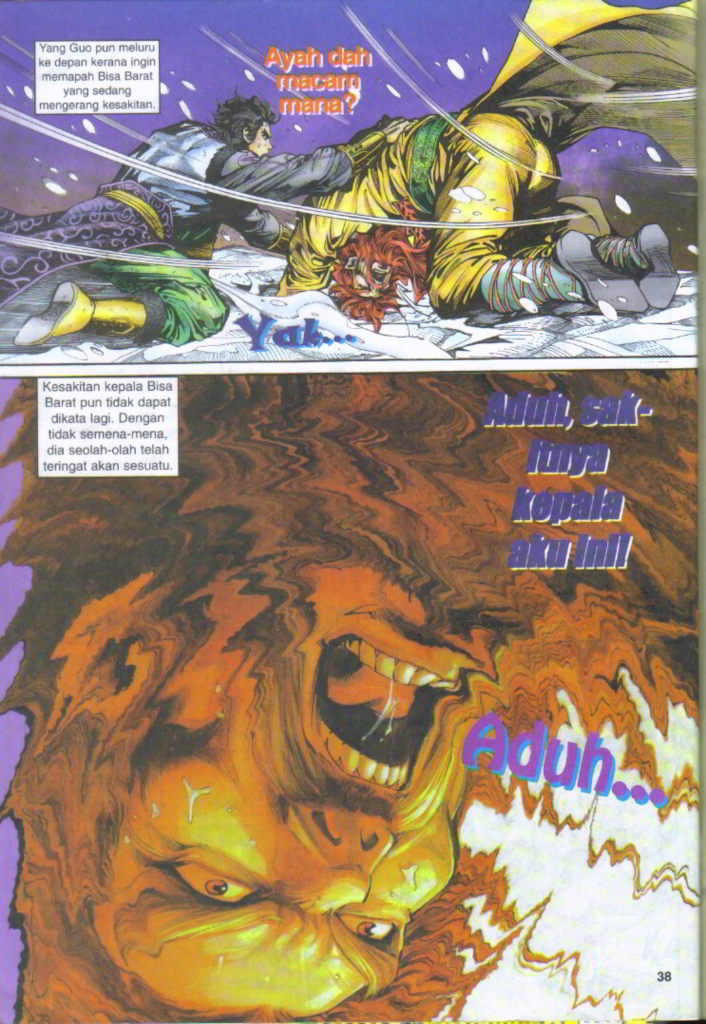 Yang Guo pun meluru
ke depan kerana ingin
memapah Bisa Barat
yang sedang
mengerang kesakitan.
Ayah dah
macam
mana?
Yak...
Kesakitan kepala Bisa
Barat pun tidak dapat
dikata lagi. Dengan
tidak semena-mena,
dia seolah-olah telah
teringat akan sesuatu.
Aduh, sak-
itnya
kepala
aku ini!
Aduh...
38